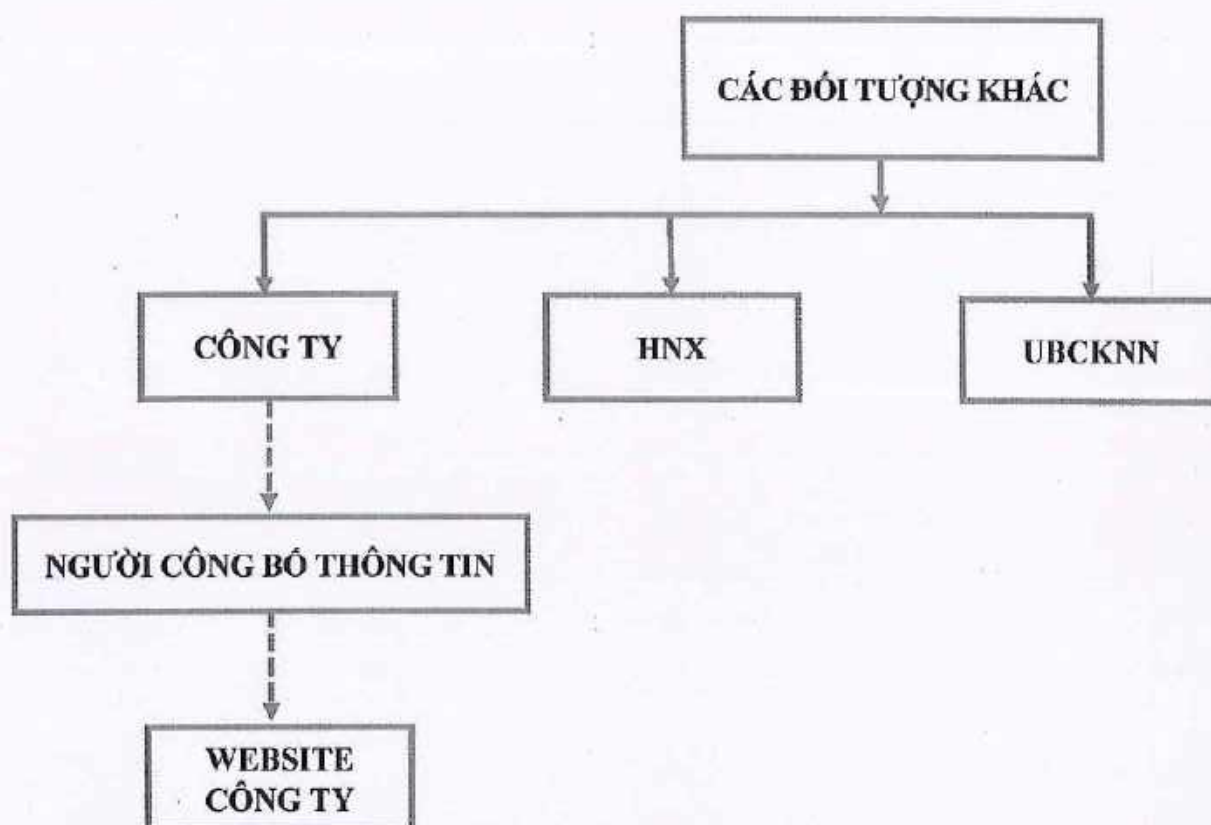 CÁC ĐỐI TƯỢNG KHÁC
CÔNG TY
HNX
UBCKNN
NGƯỜI CÔNG BỐ THÔNG TIN
WEBSITE
CÔNG TY